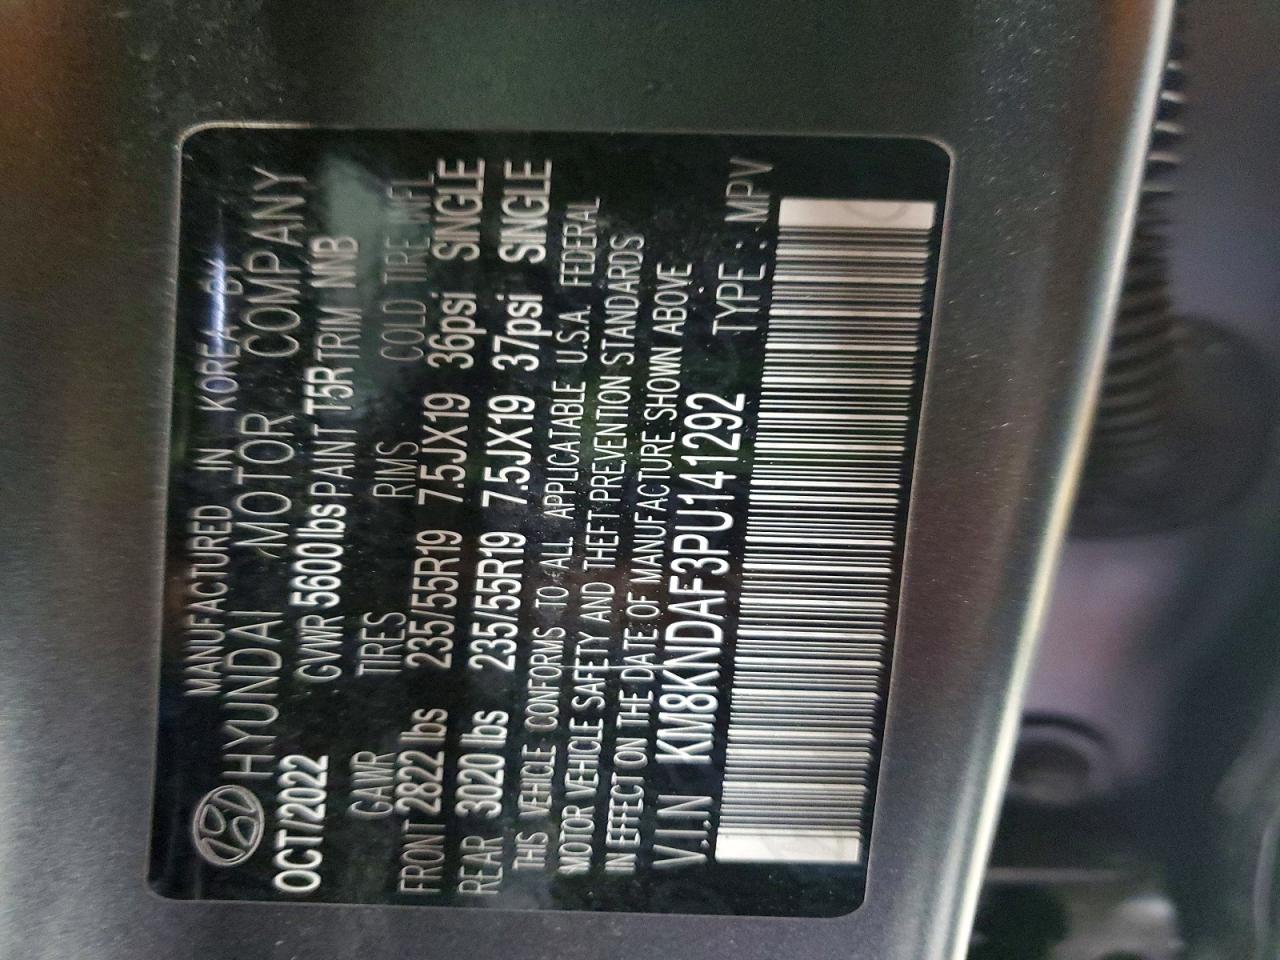 MANUFACTURED IN KOREA BY
HYUNDAI MOTOR COMPANY
OCT/2022 GVWR 5600lbs PANT T5R TRIM NNB
GAWR TIRES RIMS COLD TIRE INFL
FRONT 2822 lbs 235/55R19 7.5JX19 36psi SINGLE
REAR 3020 lbs 235/55R19 7.5JX19 37psi SINGLE
THIS VEHICLE CONFORMS TO ALL APPLICATABLE U.S.A. FEDERAL
MOTOR VEHICLE SAFETY AND THEFT PREVENTION STANDARDS
IN EFFECT ON THE DATE OF MANUFACTURE SHOWN ABOVE
V.I.N KM8KNDAF3PU141292 TYPE : MPV